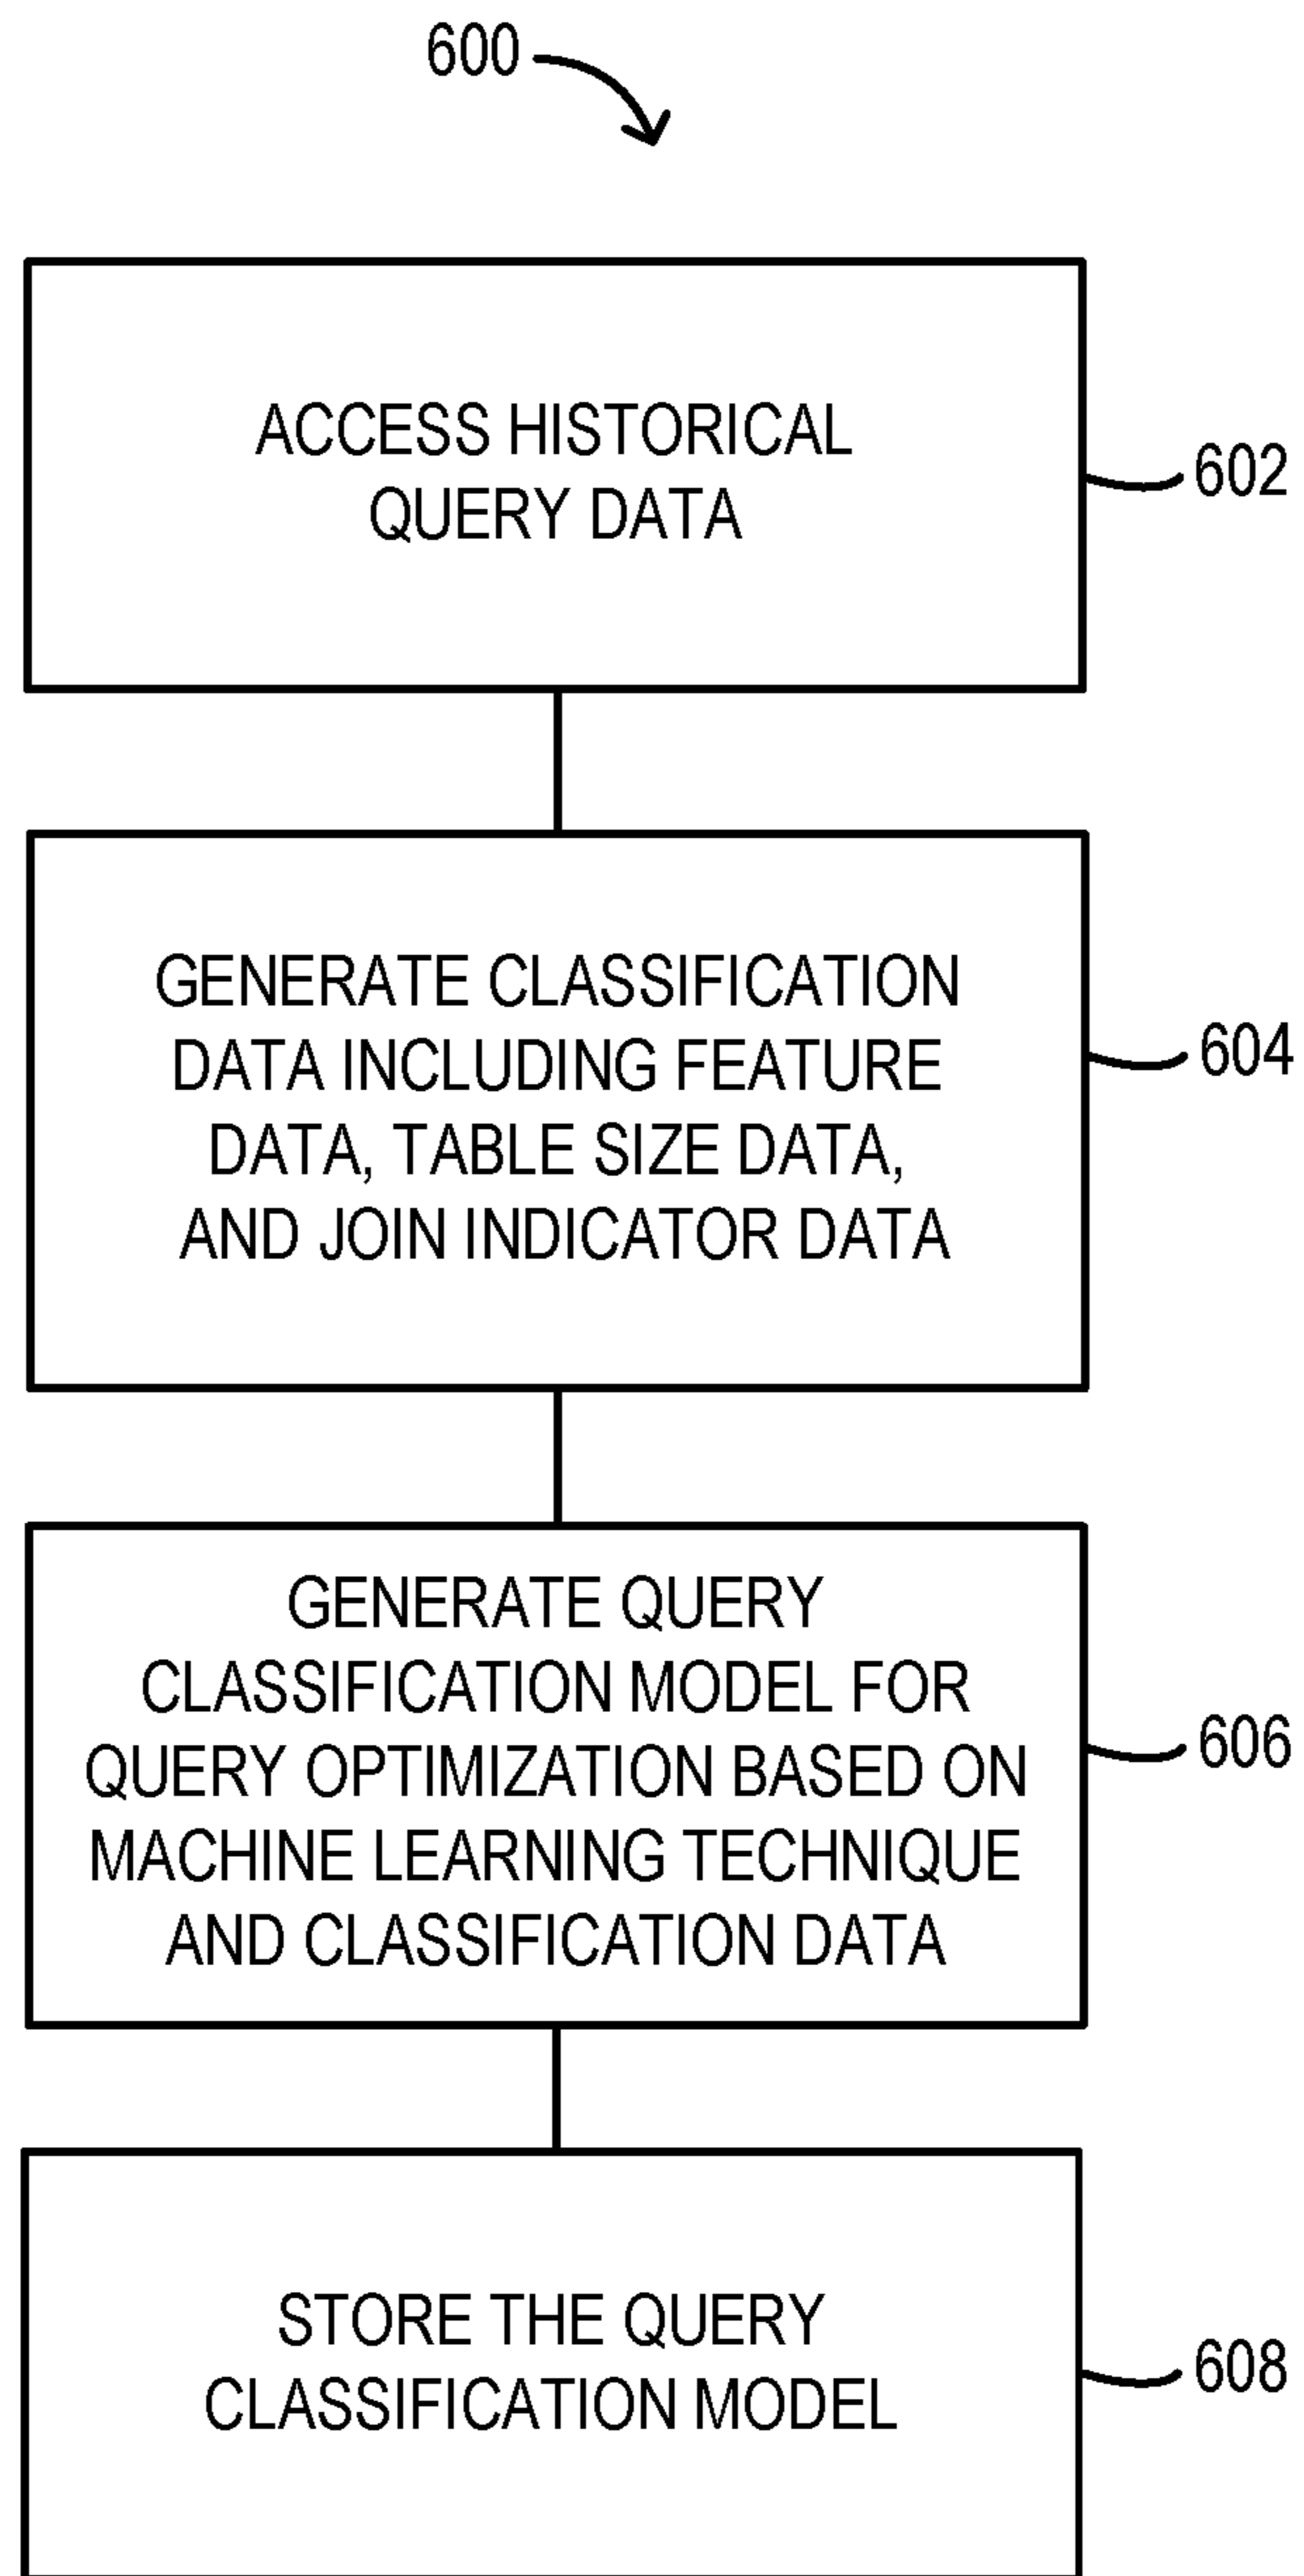 600
ACCESS HISTORICAL
QUERY DATA
602
GENERATE CLASSIFICATION
DATA INCLUDING FEATURE
DATA, TABLE SIZE DATA,
AND JOIN INDICATOR DATA
604
GENERATE QUERY
CLASSIFICATION MODEL FOR
QUERY OPTIMIZATION BASED ON
MACHINE LEARNING TECHNIQUE
AND CLASSIFICATION DATA
606
STORE THE QUERY
CLASSIFICATION MODEL
608